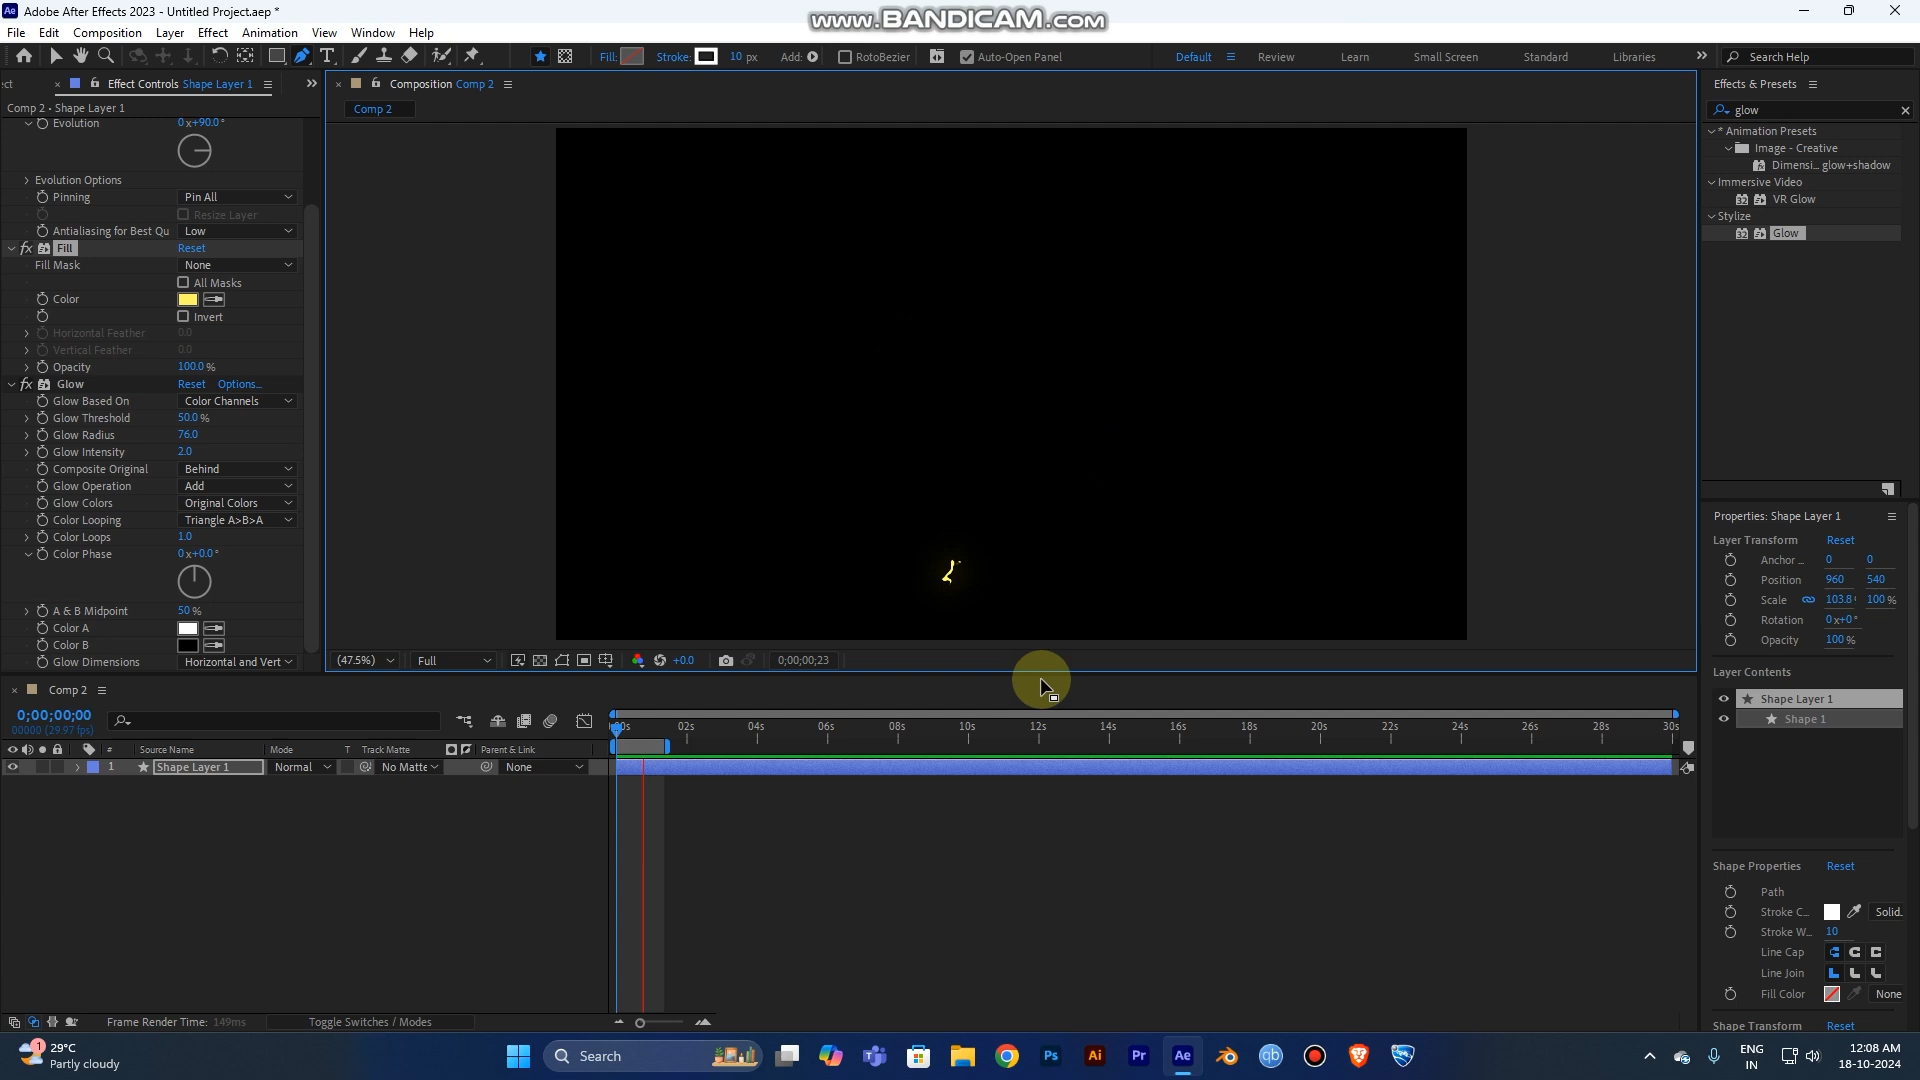 Adobe After Effects 2023 - Untitled Project.aep *
www.BANDICAM.com
File Edit Composition Layer Effect Animation View Window Help
Fill: Stroke: 10 px Add: RotoBezier Auto-Open Panel Default Review Learn Small Screen Standard Libraries Search Help
Effect Controls Shape Layer 1
Composition Comp 2
Effects & Presets
Comp 2 • Shape Layer 1
Comp 2
glow
Evolution 0x+90.0°
* Animation Presets
Image - Creative
Dimensi... glow+shadow
Evolution Options
Immersive Video
Pinning Pin All
VR Glow
Resize Layer
Stylize
Antialiasing for Best Qu Low
Glow
Fill Reset
Fill Mask None
All Masks
Color
Invert
Horizontal Feather 0.0
Vertical Feather 0.0
Opacity 100.0 %
Glow Reset Options...
Glow Based On Color Channels
Glow Threshold 50.0 %
Glow Radius 76.0
Glow Intensity 2.0
Composite Original Behind
Glow Operation Add
Glow Colors Original Colors
Color Looping Triangle A>B>A
Color Loops 1.0
Color Phase 0x+0.0°
A & B Midpoint 50 %
Color A
Color B
Glow Dimensions Horizontal and Vert
(47.5%) Full +0.0 0;00;00;23
Properties: Shape Layer 1
Layer Transform Reset
Anchor ... 0 0
Position 960 540
Scale 103.8 100 %
Rotation 0x+0°
Opacity 100 %
Layer Contents
Shape Layer 1
Shape 1
Shape Properties Reset
Path
Stroke C... Solid.
Stroke W... 10
Line Cap
Line Join
Fill Color None
Shape Transform Reset
Comp 2
0;00;00;00
00000 (29.97 fps)
02s 04s 06s 08s 10s 12s 14s 16s 18s 20s 22s 24s 26s 28s 30s
# Source Name Mode T Track Matte Parent & Link
1 Shape Layer 1 Normal No Matte None
Frame Render Time: 149ms Toggle Switches / Modes
1 29°C
Partly cloudy
Search
ENG
IN
12:08 AM
18-10-2024